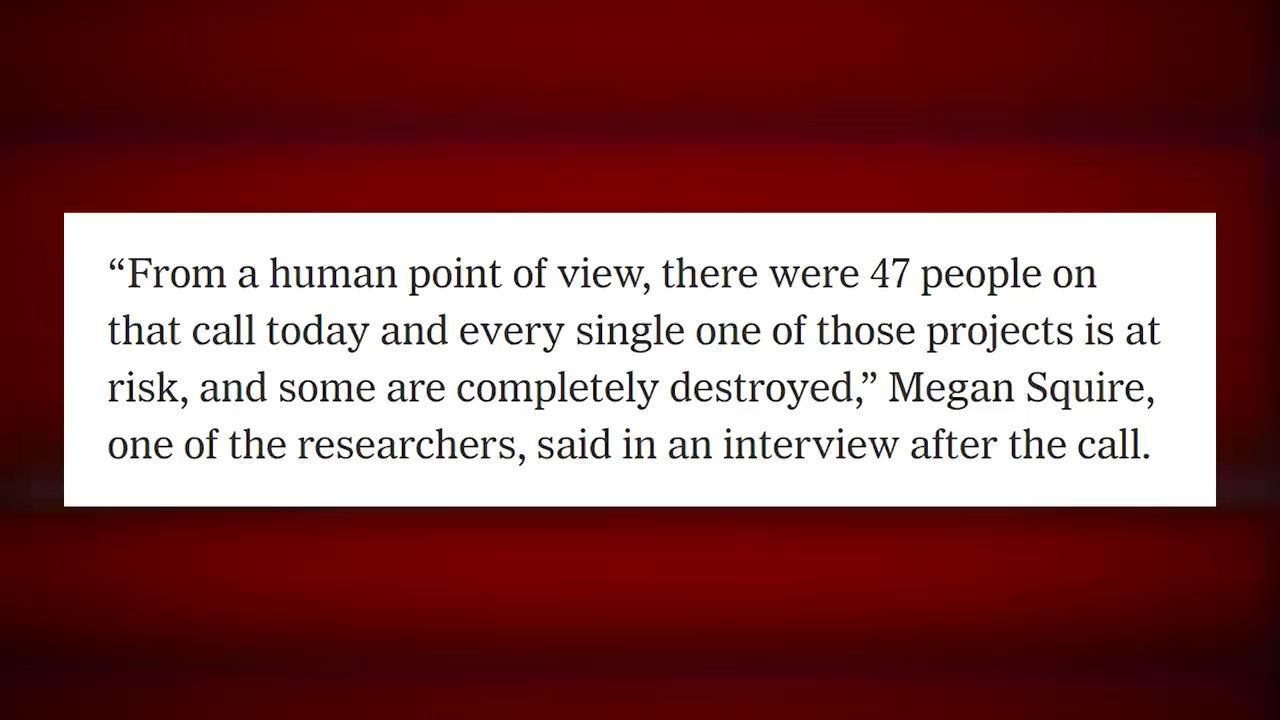 “From a human point of view, there were 47 people on
that call today and every single one of those projects is at
risk, and some are completely destroyed,” Megan Squire,
one of the researchers, said in an interview after the call.